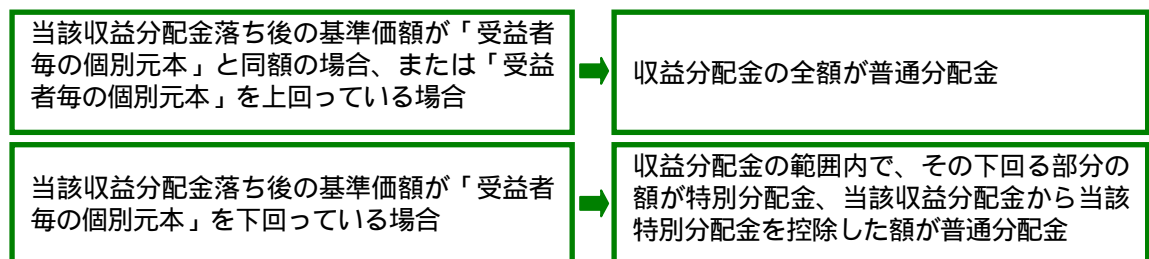 当該収益分配金落ち後の基準価額が「受益者
毎の個別元本」と同額の場合、または「受益
者毎の個別元本」を上回っている場合
収益分配金の全額が普通分配金
当該収益分配金落ち後の基準価額が「受益者
毎の個別元本」を下回っている場合
収益分配金の範囲内で、その下回る部分の
額が特別分配金、当該収益分配金から当該
特別分配金を控除した額が普通分配金